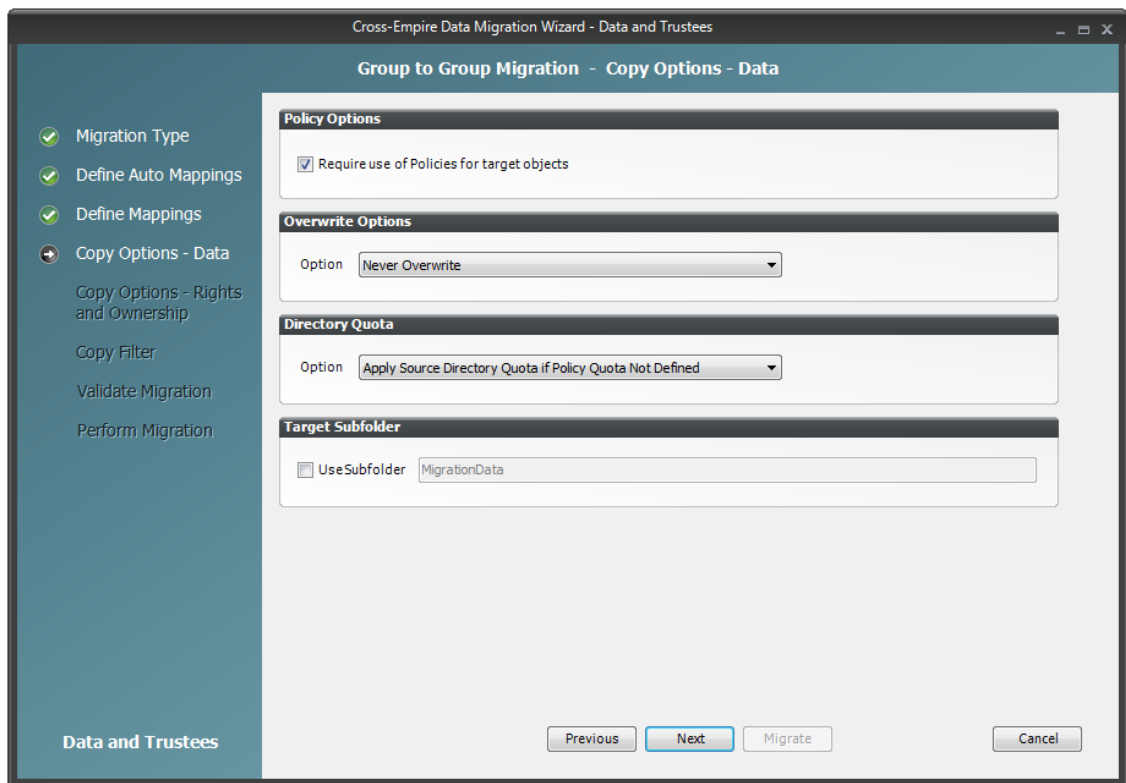 Cross-Empire Data Migration Wizard - Data and Trustees
Group to Group Migration - Copy Options - Data
Migration Type
Define Auto Mappings
Define Mappings
Copy Options - Data
Copy Options - Rights
and Ownership
Copy Filter
Validate Migration
Perform Migration
Data and Trustees
Policy Options
Require use of Policies for target objects
Overwrite Options
Option Never Overwrite
Directory Quota
Option Apply Source Directory Quota if Policy Quota Not Defined
Target Subfolder
Use Subfolder MigrationData
Previous Next Migrate Cancel